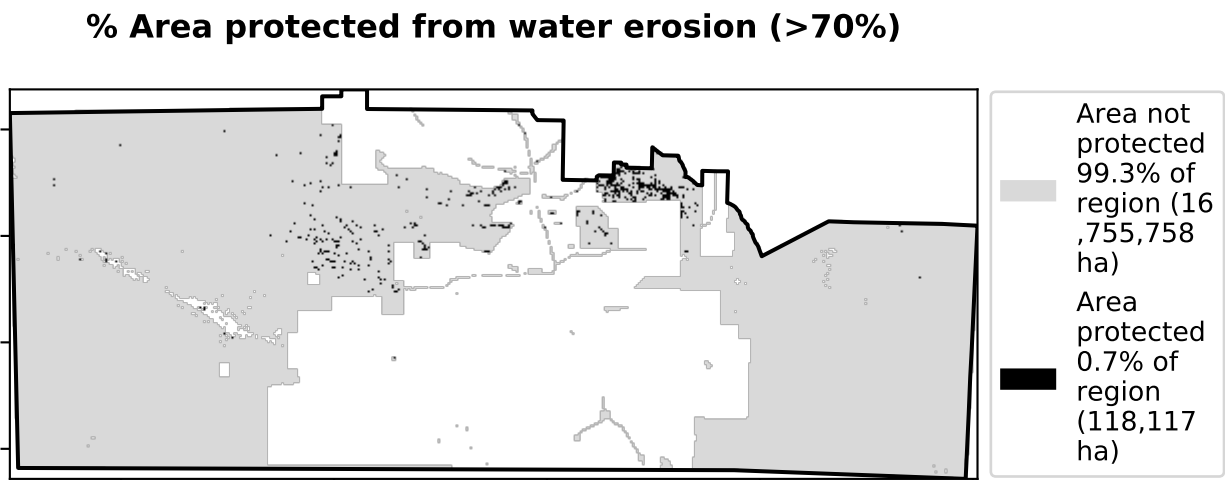 % Area protected from water erosion (>70%)
Area not
protected
99.3% of
region (16
,755,758
ha)
Area
protected
0.7% of
region
(118,117
ha)